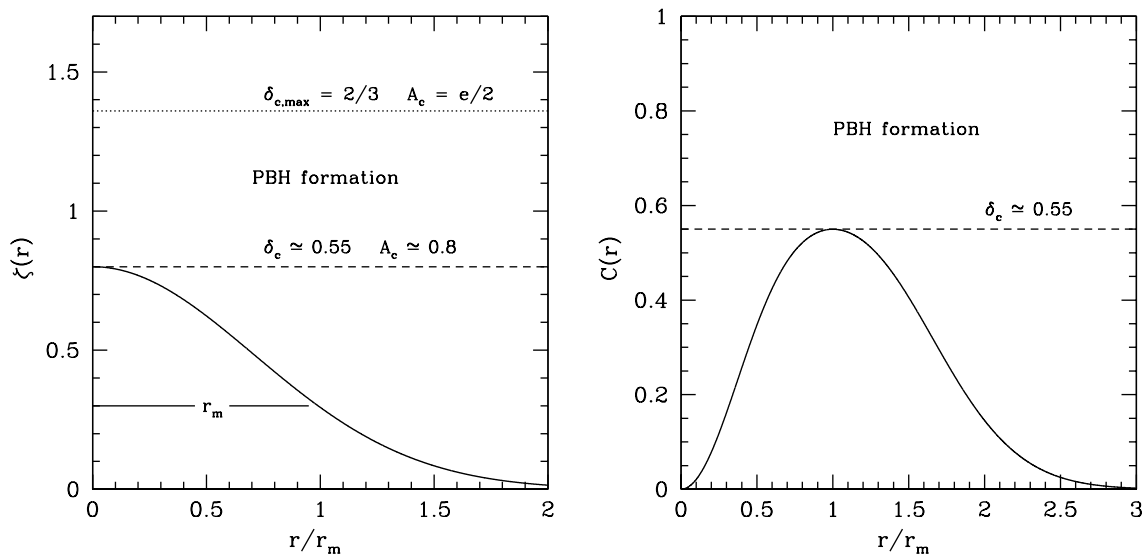 δc,max = 2/3 Ac = e/2
PBH formation
δc ≃ 0.55 Ac ≃ 0.8
rm
ζ(r)
0
0.5
1
1.5
0 0.5 1 1.5 2
r/rm
PBH formation
δc ≃ 0.55
C(r)
1
0.8
0.6
0.4
0.2
0
0 0.5 1 1.5 2 2.5 3
r/rm